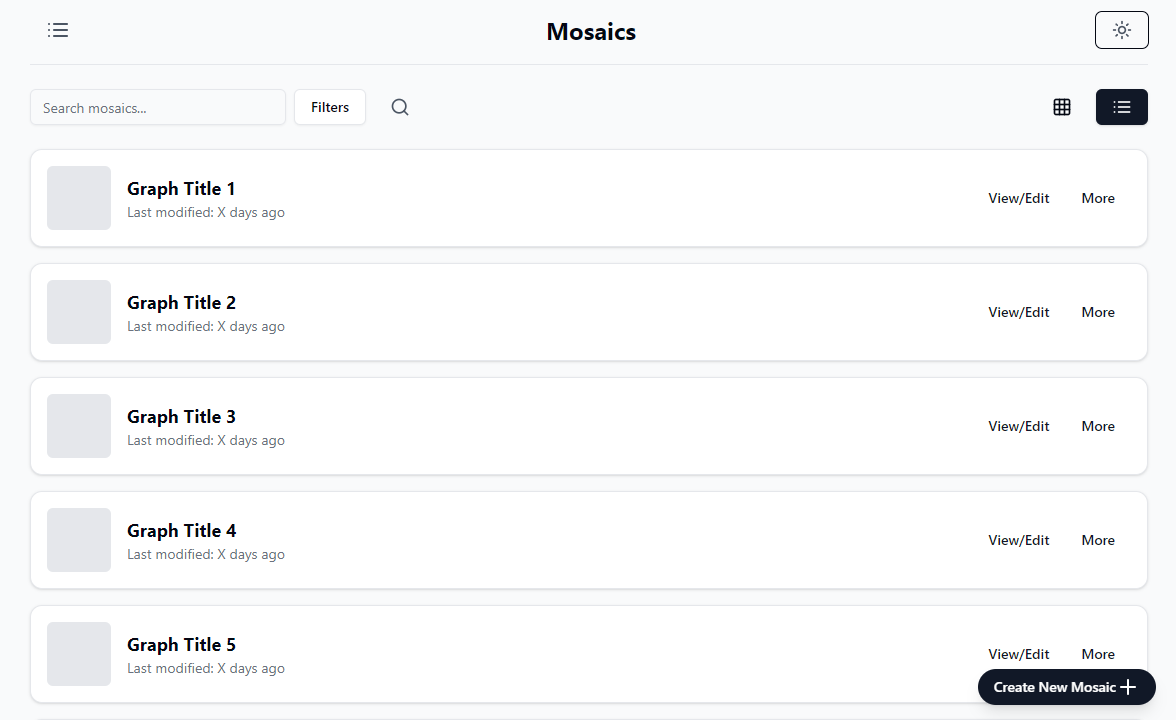 Mosaics
Search mosaics...
Filters
Graph Title 1
Last modified: X days ago
View/Edit
More
Graph Title 2
Last modified: X days ago
View/Edit
More
Graph Title 3
Last modified: X days ago
View/Edit
More
Graph Title 4
Last modified: X days ago
View/Edit
More
Graph Title 5
Last modified: X days ago
View/Edit
More
Create New Mosaic